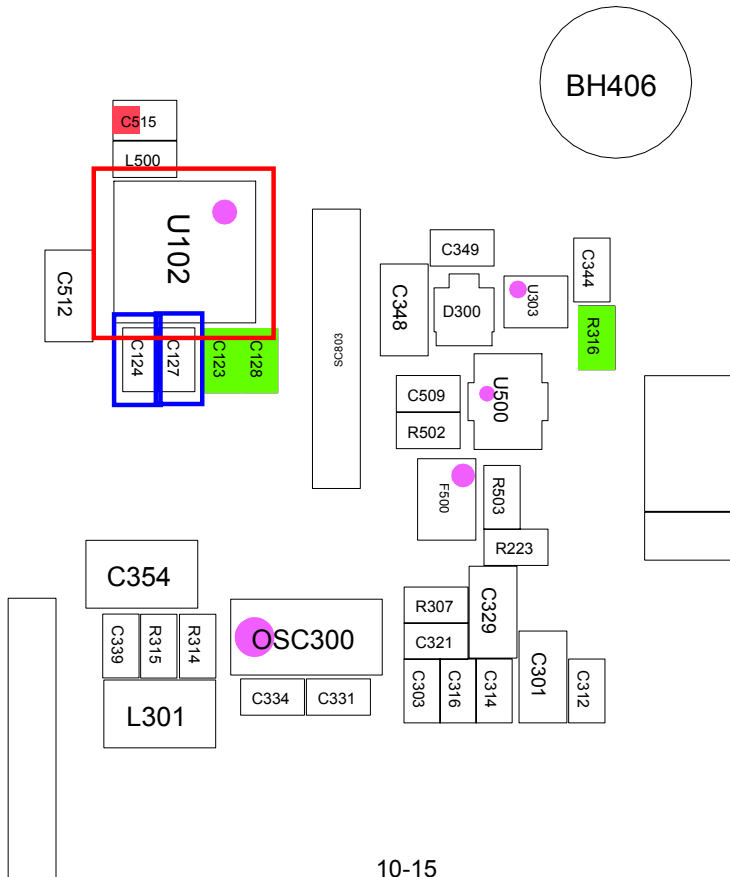 BH406
C515
L500
U102
C512
C124
C127
C123
C128
SC803
C349
C348
D300
U303
C344
R316
C509
R502
U500
F500
R503
R223
C354
C339
R315
R314
L301
OSC300
C334
C331
R307
C321
C329
C303
C316
C314
C301
C312
10-15